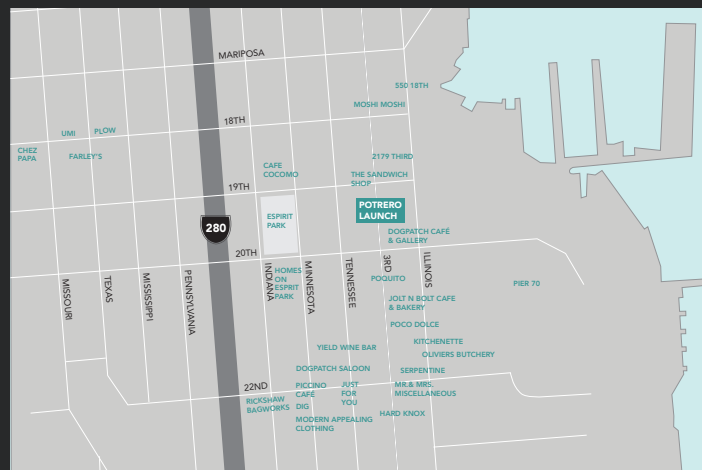 MARIPOSA
550 18TH
MOSHI MOSHI
18TH
UMI
PLOW
CHEZ
PAPA
FARLEY'S
2179 THIRD
CAFE
COCOMO
THE SANDWICH
SHOP
19TH
POTRERO
LAUNCH
ESPIRIT
PARK
280
DOGPATCH CAFÉ
& GALLERY
20TH
MISSOURI
TEXAS
MISSISSIPPI
PENNSYLVANIA
INDIANA
HOMES
ON
ESPRIT
PARK
MINNESOTA
TENNESSEE
3RD
ILLINOIS
POQUITO
PIER 70
JOLT N BOLT CAFE
& BAKERY
POCO DOLCE
KITCHENETTE
YIELD WINE BAR
OLIVIERS BUTCHERY
DOGPATCH SALOON
SERPENTINE
22ND
PICCINO
CAFÉ
JUST
FOR
YOU
MR.& MRS.
MISCELLANEOUS
RICKSHAW
BAGWORKS
DIG
HARD KNOX
MODERN APPEALING
CLOTHING